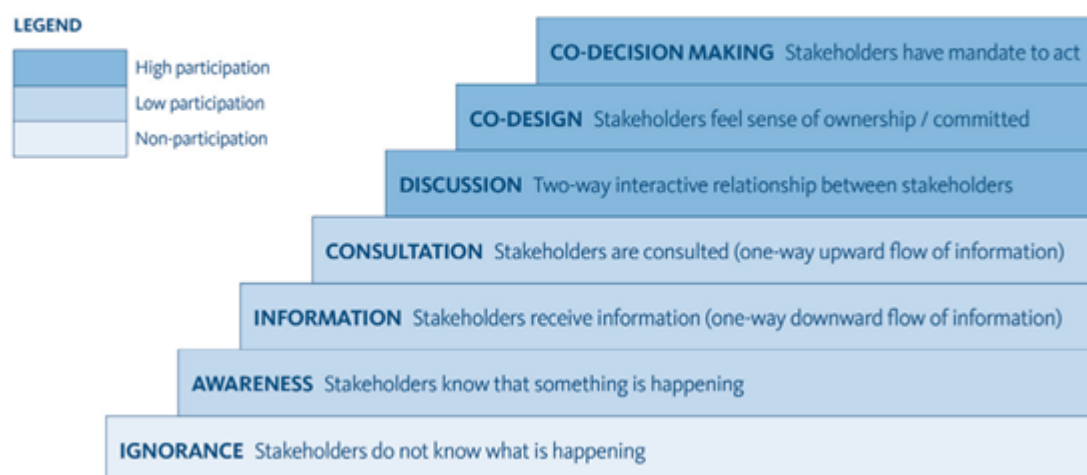 LEGEND
High participation
Low participation
Non-participation
CO-DECISION MAKING Stakeholders have mandate to act
CO-DESIGN Stakeholders feel sense of ownership / committed
DISCUSSION Two-way interactive relationship between stakeholders
CONSULTATION Stakeholders are consulted (one-way upward flow of information)
INFORMATION Stakeholders receive information (one-way downward flow of information)
AWARENESS Stakeholders know that something is happening
IGNORANCE Stakeholders do not know what is happening